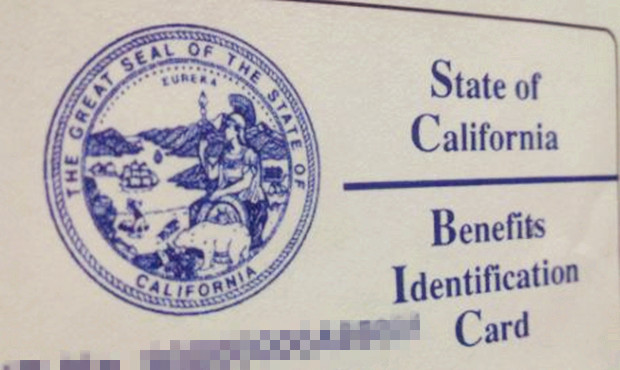 THE GREAT SEAL OF THE STATE OF CALIFORNIA
EUREKA
State of
California
Benefits
Identification
Card